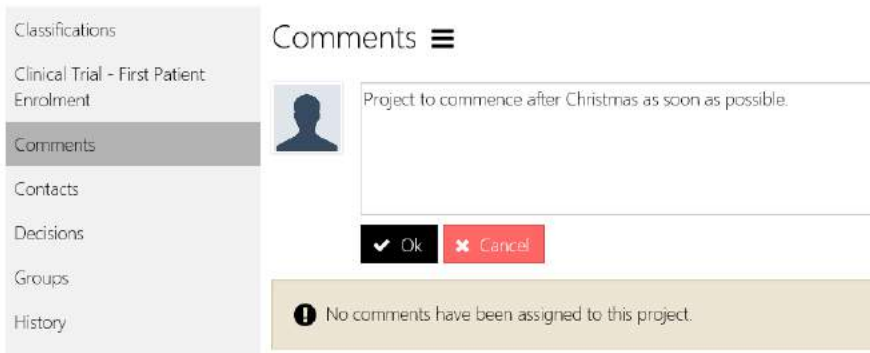 Classifications
Clinical Trial - First Patient
Enrolment
Comments
Contacts
Decisions
Groups
History
Comments
Project to commence after Christmas as soon as possible.
Ok
Cancel
No comments have been assigned to this project.